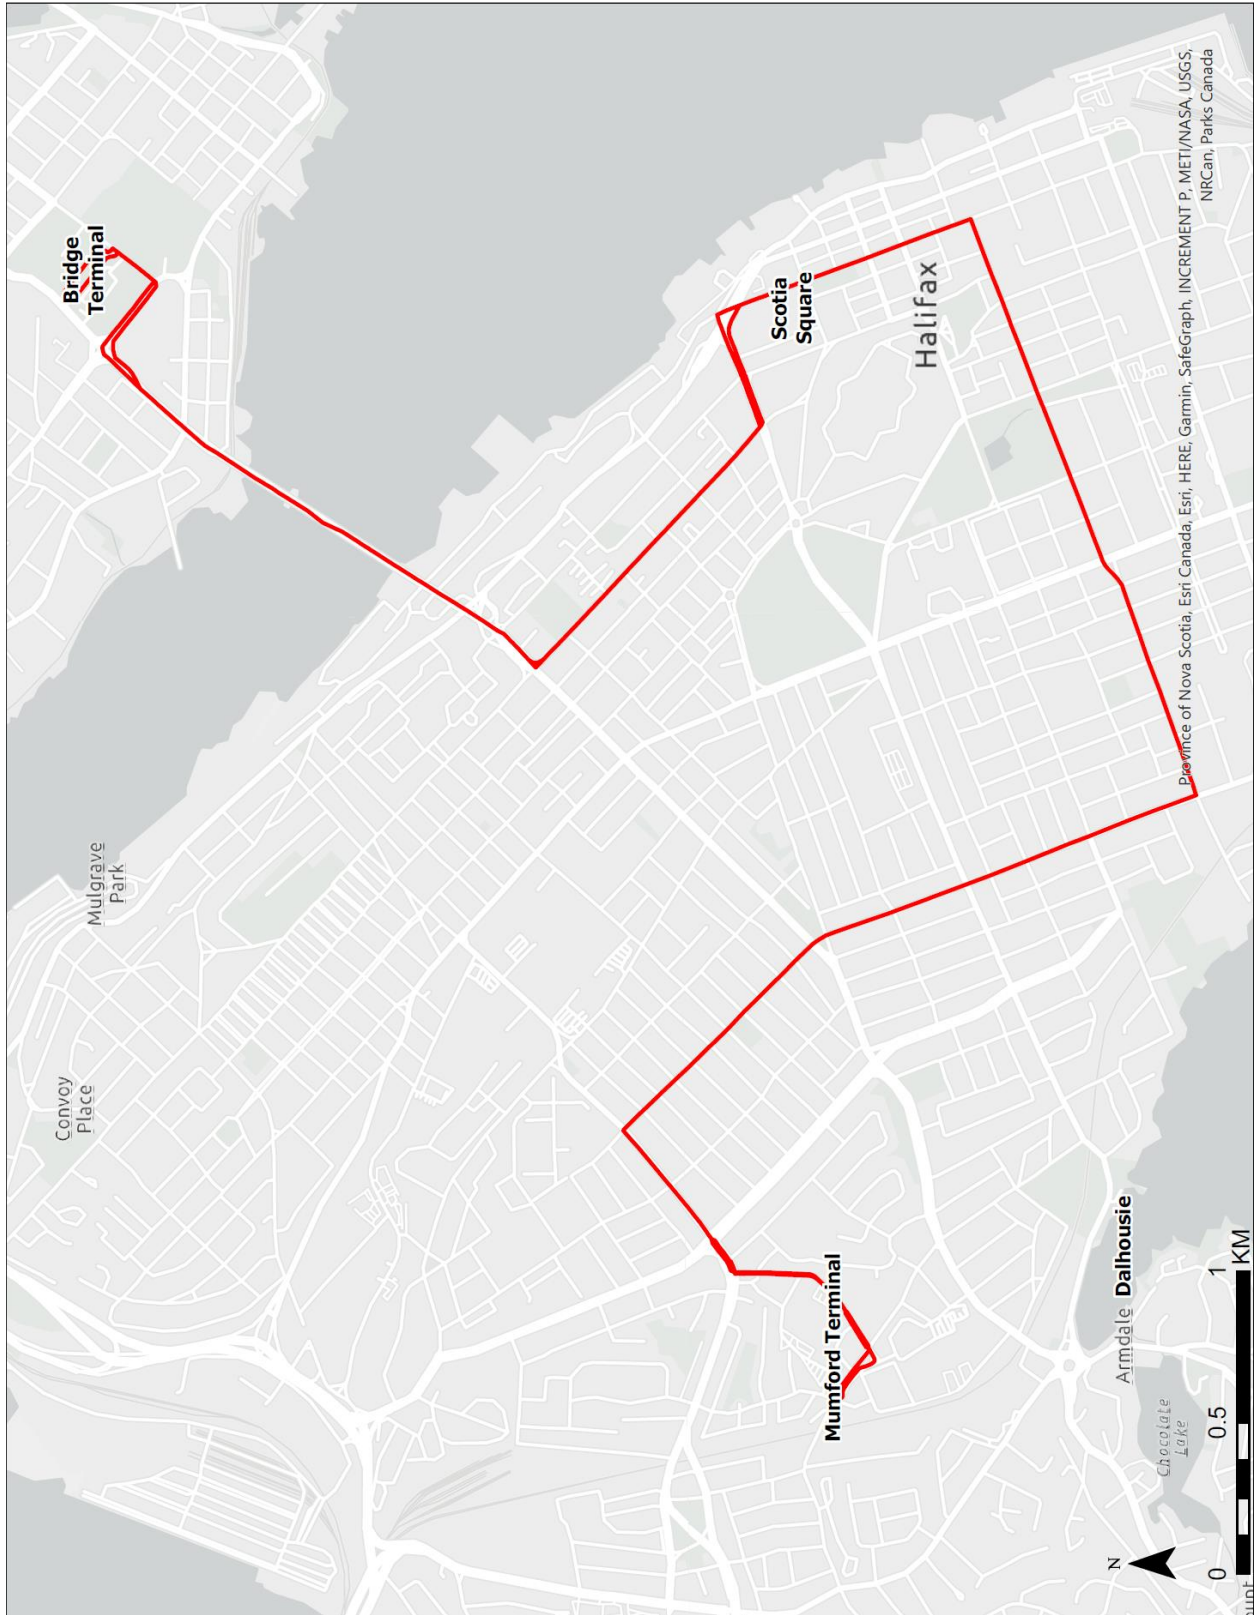 Bridge
Terminal
Scotia
Square
Halifax
Mulgrave
Park
Convoy
Place
Mumford Terminal
Armdale
Dalhousie
Chocolate
Lake
N
0
0.5
1
KM
Province of Nova Scotia, Esri Canada, Esri, HERE, Garmin, SafeGraph, INCREMENT P, METI/NASA, USGS,
NRCan, Parks Canada